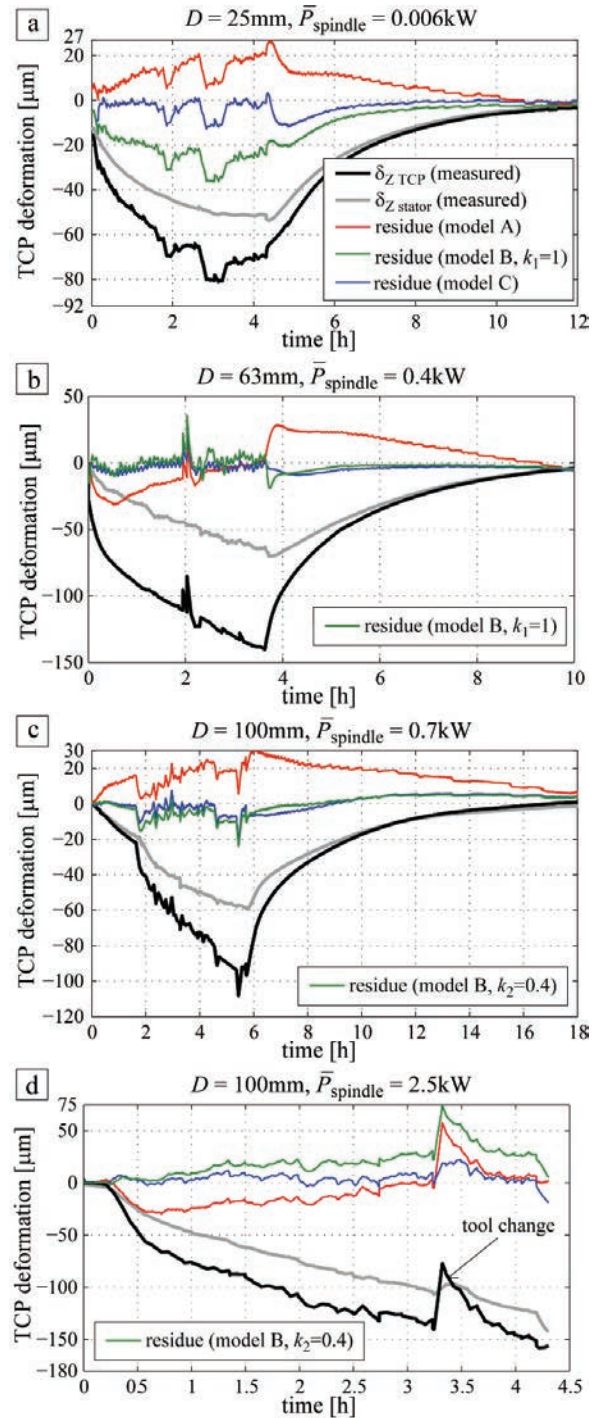 a
D = 25mm, P̄spindle = 0.006kW
27
20
0
−20
−40
−60
−80
−92
TCP deformation [μm]
δZ TCP (measured)
δZ stator (measured)
residue (model A)
residue (model B, k1=1)
residue (model C)
0 2 4 6 8 10 12
time [h]
b
D = 63mm, P̄spindle = 0.4kW
50
0
−50
−100
−150
TCP deformation [μm]
residue (model B, k1=1)
0 2 4 6 8 10
time [h]
c
D = 100mm, P̄spindle = 0.7kW
30
20
0
−20
−40
−60
−80
−100
−120
TCP deformation [μm]
residue (model B, k2=0.4)
0 2 4 6 8 10 12 14 16 18
time [h]
d
D = 100mm, P̄spindle = 2.5kW
75
50
0
−50
−100
−150
−180
TCP deformation [μm]
tool change
residue (model B, k2=0.4)
0 0.5 1 1.5 2 2.5 3 3.5 4 4.5
time [h]